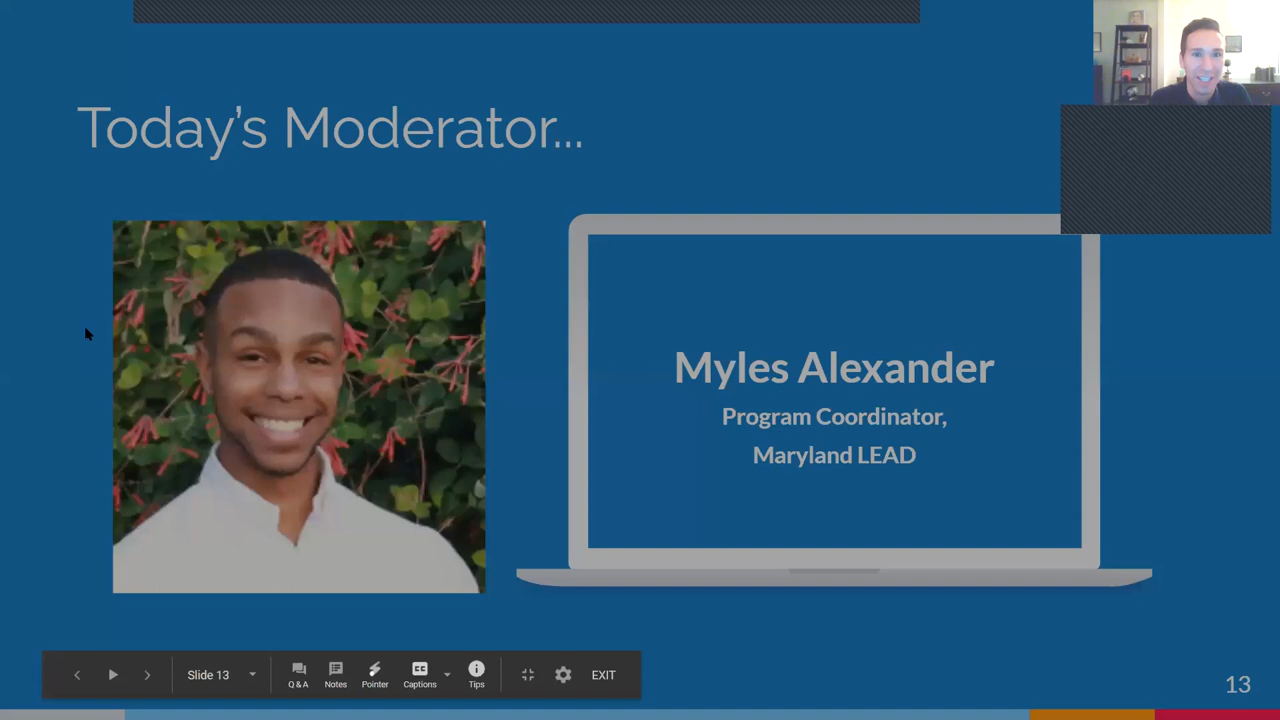 Today's Moderator...
Myles Alexander
Program Coordinator,
Maryland LEAD
Slide 13
Q & A
Notes
Pointer
Captions
Tips
EXIT
13